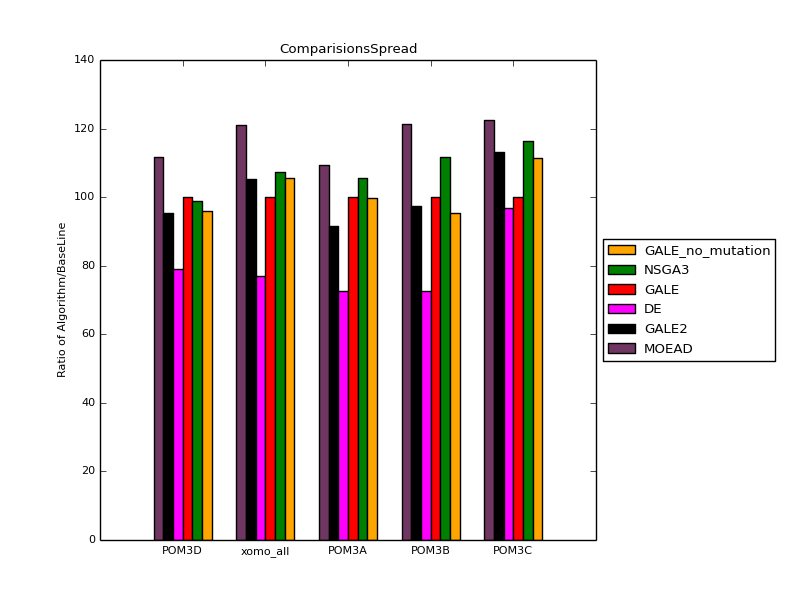 ComparisionsSpread
140
120
100
80
60
40
20
0
Ratio of Algorithm/BaseLine
POM3D xomo_all POM3A POM3B POM3C
GALE_no_mutation
NSGA3
GALE
DE
GALE2
MOEAD